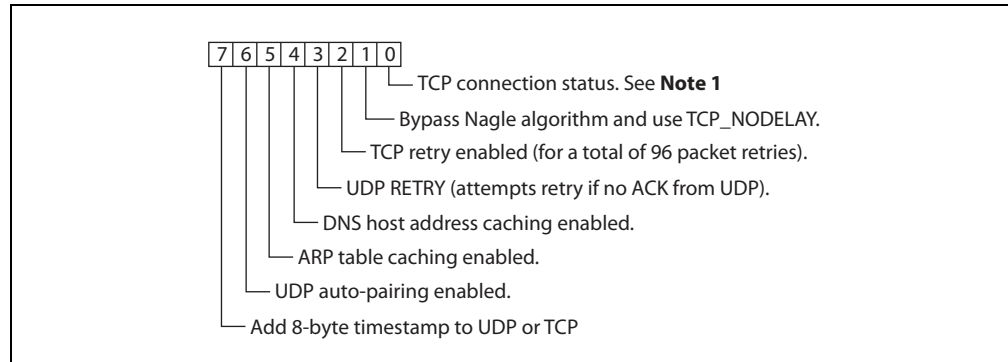 7 6 5 4 3 2 1 0
TCP connection status. See Note 1
Bypass Nagle algorithm and use TCP_NODELAY.
TCP retry enabled (for a total of 96 packet retries).
UDP RETRY (attempts retry if no ACK from UDP).
DNS host address caching enabled.
ARP table caching enabled.
UDP auto-pairing enabled.
Add 8-byte timestamp to UDP or TCP